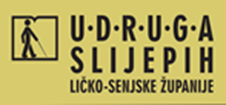 U·D·R·U·G·A
SLIJEPIH
LIČKO-SENJSKE ŽUPANIJE